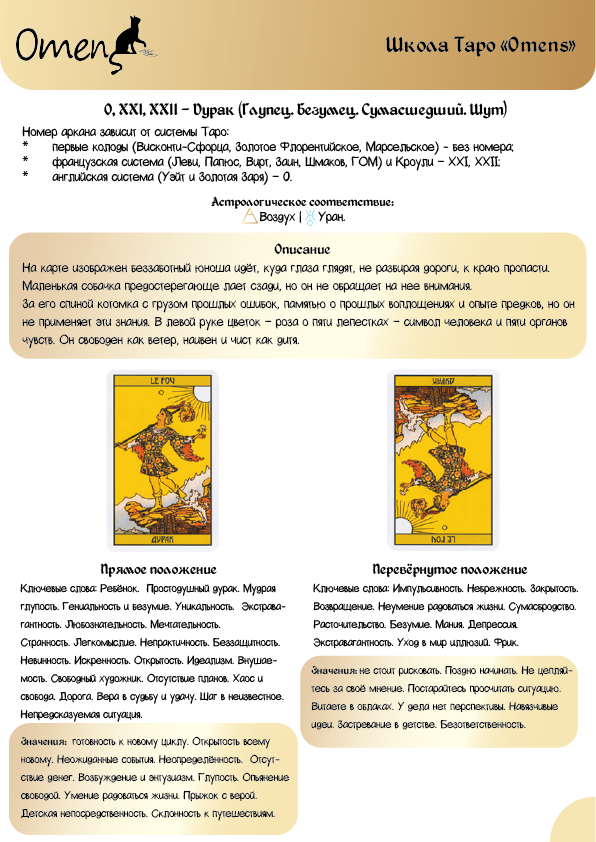 Omens
Школа Таро «Omens»
0, XXI, XXII – Дурак (Глупец. Безумец. Сумасшедший. Шут)
Номер аркана зависит от системы Таро:
* первые колоды (Висконти-Сфорца, Золотое Флорентийское, Марсельское) - без номера;
* французская система (Леви, Папюс, Вирт, Заин, Шмаков, ГОМ) и Кроули – XXI, XXII;
* английская система (Уэйт и Золотая Заря) – 0.
Астрологическое соответствие:
Воздух | Уран.
Описание
На карте изображен беззаботный юноша идёт, куда глаза глядят, не разбирая дороги, к краю пропасти.
Маленькая собачка предостерегающе лает сзади, но он не обращает на нее внимания.
За его спиной котомка с грузом прошлых ошибок, памятью о прошлых воплощениях и опыте предков, но он
не применяет эти знания. В левой руке цветок – роза о пяти лепестках – символ человека и пяти органов
чувств. Он свободен как ветер, наивен и чист как дитя.
LE FOU
ДУРАК
ДУРАК
LE FOU
Прямое положение
Ключевые слова: Ребёнок. Простодушный дурак. Мудрая
глупость. Гениальность и безумие. Уникальность. Экстрава-
гантность. Любознательность. Мечтательность.
Странность. Легкомыслие. Непрактичность. Беззащитность.
Невинность. Искренность. Открытость. Идеализм. Внушае-
мость. Свободный художник. Отсутствие планов. Хаос и
свобода. Дорога. Вера в судьбу и удачу. Шаг в неизвестное.
Непредсказуемая ситуация.
Значения: готовность к новому циклу. Открытость всему
новому. Неожиданные события. Неопределённость. Отсут-
ствие денег. Возбуждение и энтузиазм. Глупость. Опьянение
свободой. Умение радоваться жизни. Прыжок с верой.
Детская непосредственность. Склонность к путешествиям.
Перевёрнутое положение
Ключевые слова: Импульсивность. Небрежность. Закрытость.
Возвращение. Неумение радоваться жизни. Сумасбродство.
Расточительство. Безумие. Мания. Депрессия.
Экстравагантность. Уход в мир иллюзий. Фрик.
Значения: не стоит рисковать. Поздно начинать. Не цепляй-
тесь за своё мнение. Постарайтесь просчитать ситуацию.
Витаете в облаках. У дела нет перспективы. Навязчивые
идеи. Застревание в детстве. Безответственность.